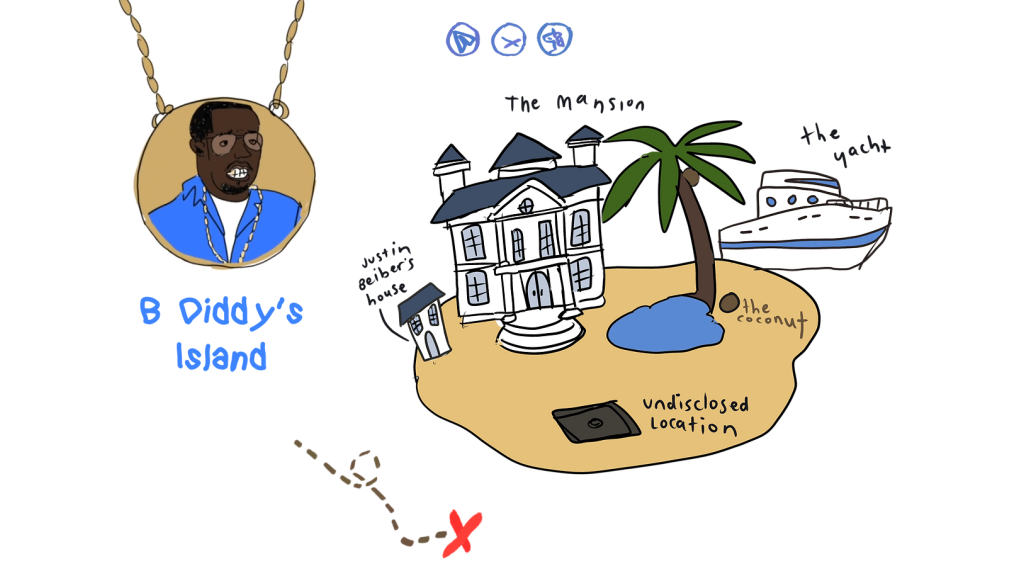 The Mansion
the
yacht
Justin
Beiber's
house
B Diddy's
Island
the
coconut
undisclosed
Location